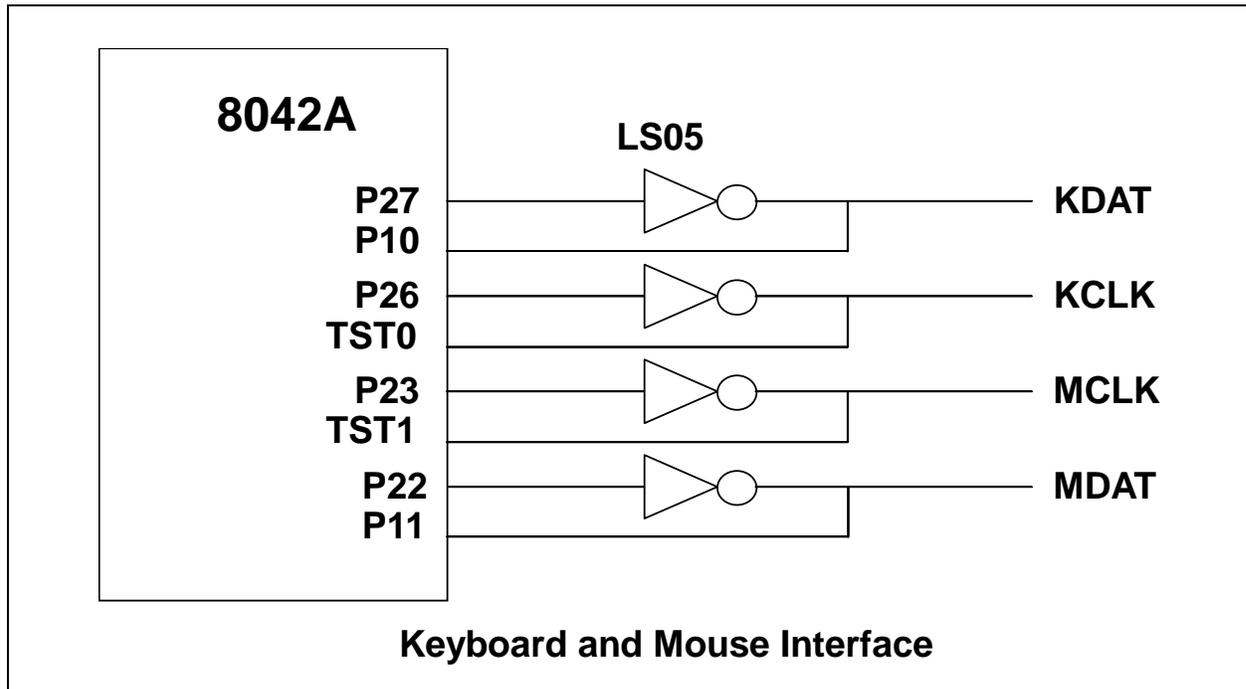 8042A
LS05
P27
KDAT
P10
P26
KCLK
TST0
P23
MCLK
TST1
P22
MDAT
P11
Keyboard and Mouse Interface